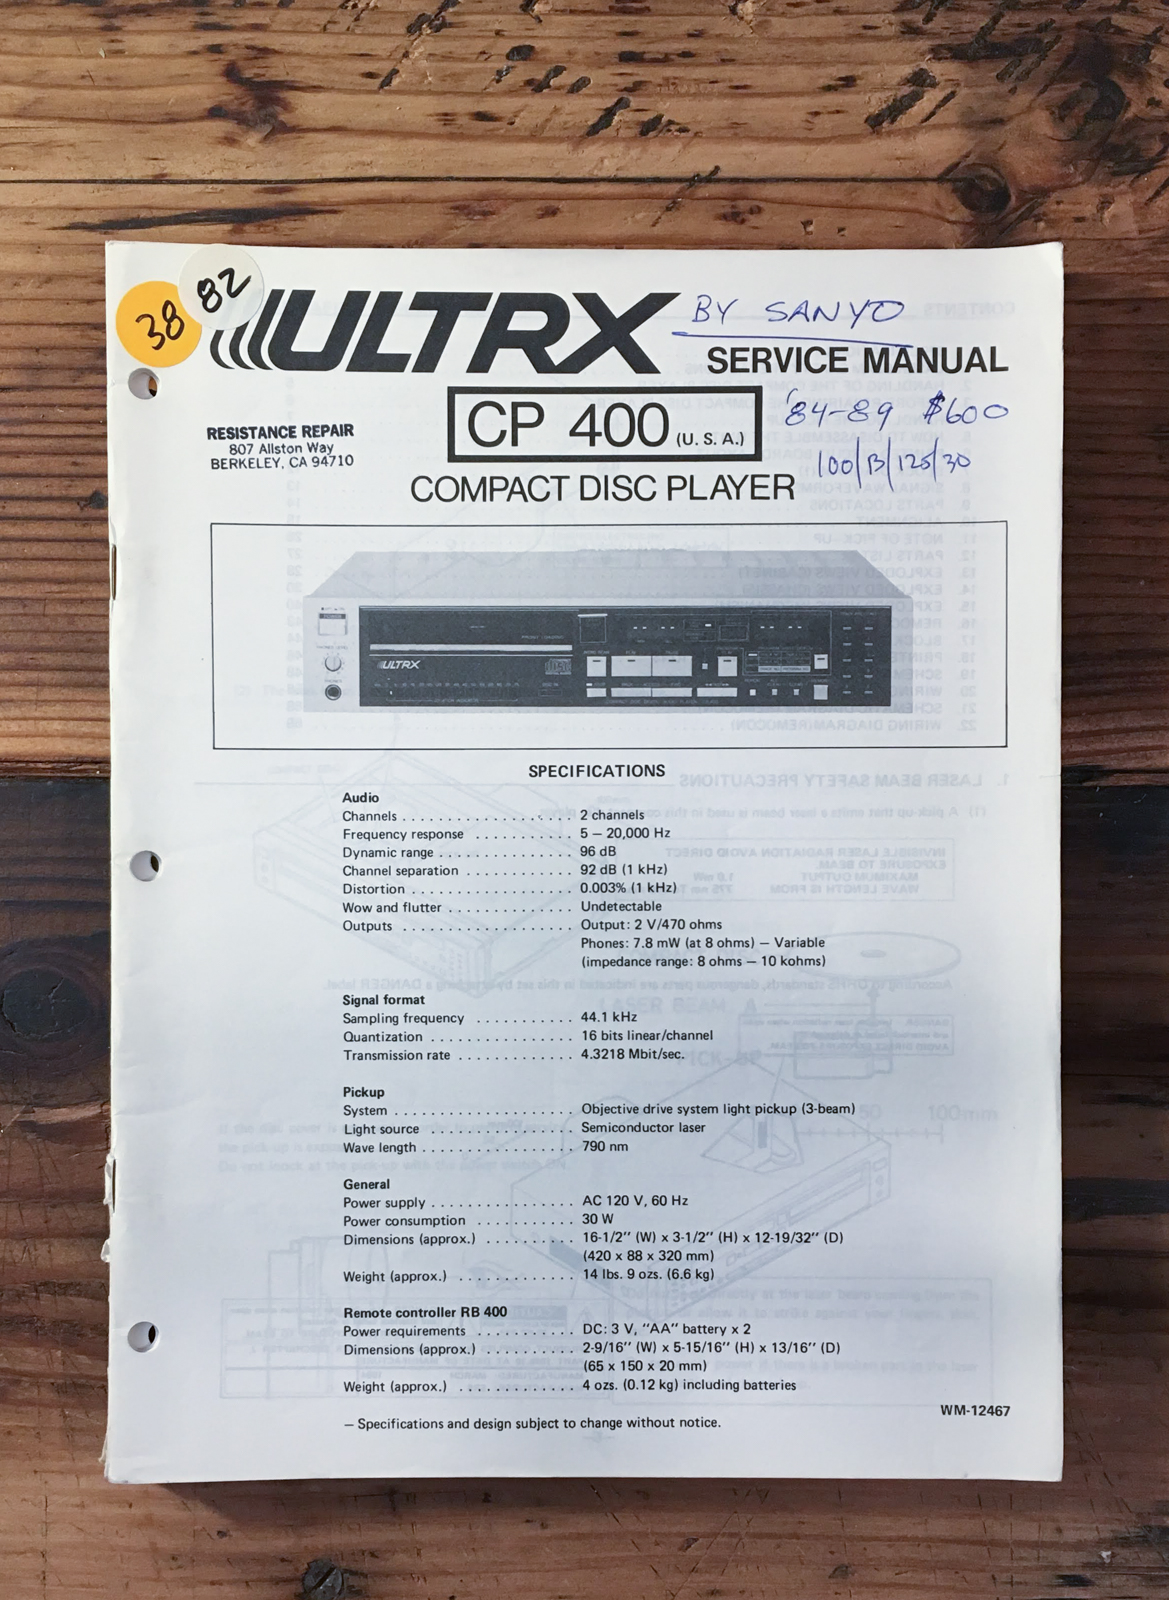 38
82
ULTRX
BY SANYO
SERVICE MANUAL
CP 400 (U. S. A.)
'84-89 $600
100/B/125/30
RESISTANCE REPAIR
807 Allston Way
BERKELEY, CA 94710
COMPACT DISC PLAYER
ULTRX
SPECIFICATIONS
Audio
Channels . . . . . . . . . . . . . . . . . . . 2 channels
Frequency response . . . . . . . . . . . 5 – 20,000 Hz
Dynamic range . . . . . . . . . . . . . . . 96 dB
Channel separation . . . . . . . . . . . . 92 dB (1 kHz)
Distortion . . . . . . . . . . . . . . . . . . 0.003% (1 kHz)
Wow and flutter . . . . . . . . . . . . . . Undetectable
Outputs . . . . . . . . . . . . . . . . . . . Output: 2 V/470 ohms
Phones: 7.8 mW (at 8 ohms) – Variable
(impedance range: 8 ohms – 10 kohms)
Signal format
Sampling frequency . . . . . . . . . . . 44.1 kHz
Quantization . . . . . . . . . . . . . . . . 16 bits linear/channel
Transmission rate . . . . . . . . . . . . . 4.3218 Mbit/sec.
Pickup
System . . . . . . . . . . . . . . . . . . . . Objective drive system light pickup (3-beam)
Light source . . . . . . . . . . . . . . . . . Semiconductor laser
Wave length . . . . . . . . . . . . . . . . . 790 nm
General
Power supply . . . . . . . . . . . . . . . . AC 120 V, 60 Hz
Power consumption . . . . . . . . . . . 30 W
Dimensions (approx.) . . . . . . . . . . 16-1/2′′ (W) x 3-1/2′′ (H) x 12-19/32′′ (D)
(420 x 88 x 320 mm)
Weight (approx.) . . . . . . . . . . . . . 14 lbs. 9 ozs. (6.6 kg)
Remote controller RB 400
Power requirements . . . . . . . . . . . DC: 3 V, “AA” battery x 2
Dimensions (approx.) . . . . . . . . . . 2-9/16′′ (W) x 5-15/16′′ (H) x 13/16′′ (D)
(65 x 150 x 20 mm)
Weight (approx.) . . . . . . . . . . . . . 4 ozs. (0.12 kg) including batteries
WM-12467
– Specifications and design subject to change without notice.